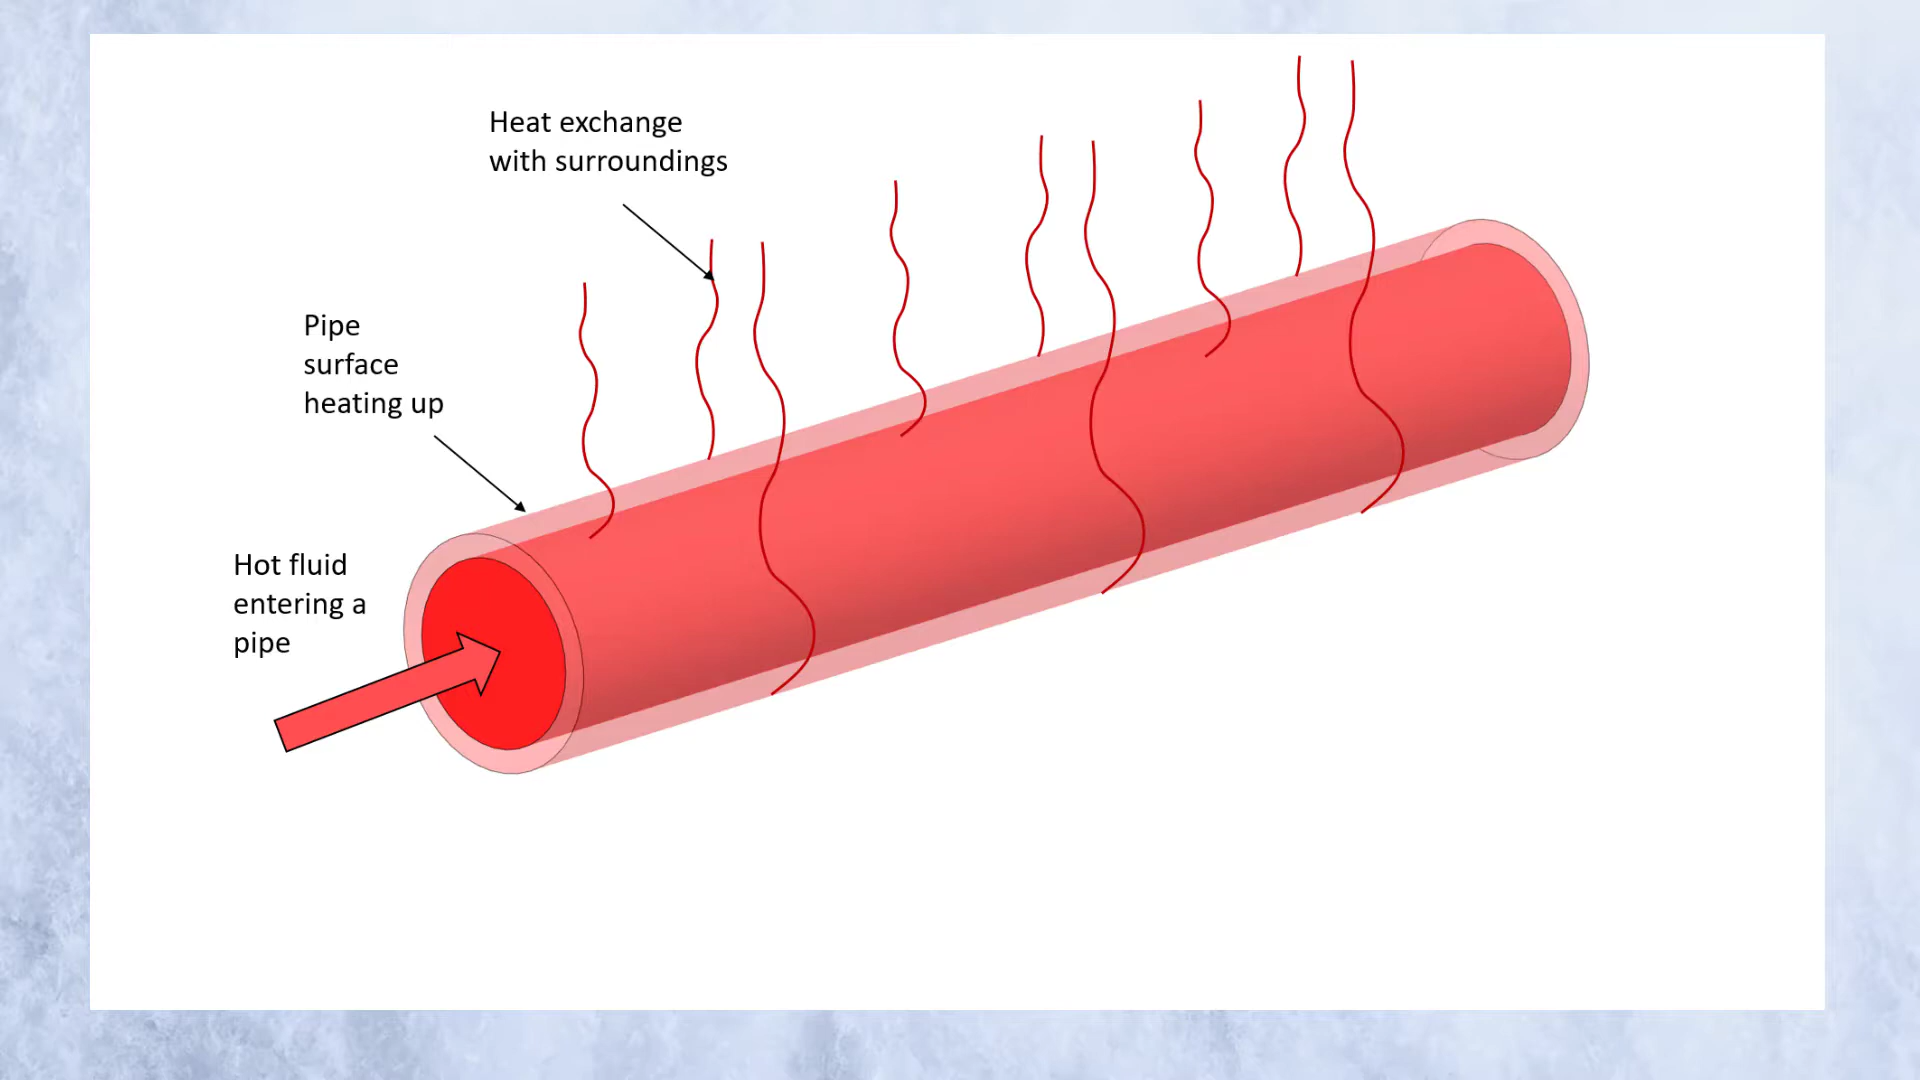 Heat exchange
with surroundings
Pipe
surface
heating up
Hot fluid
entering a
pipe